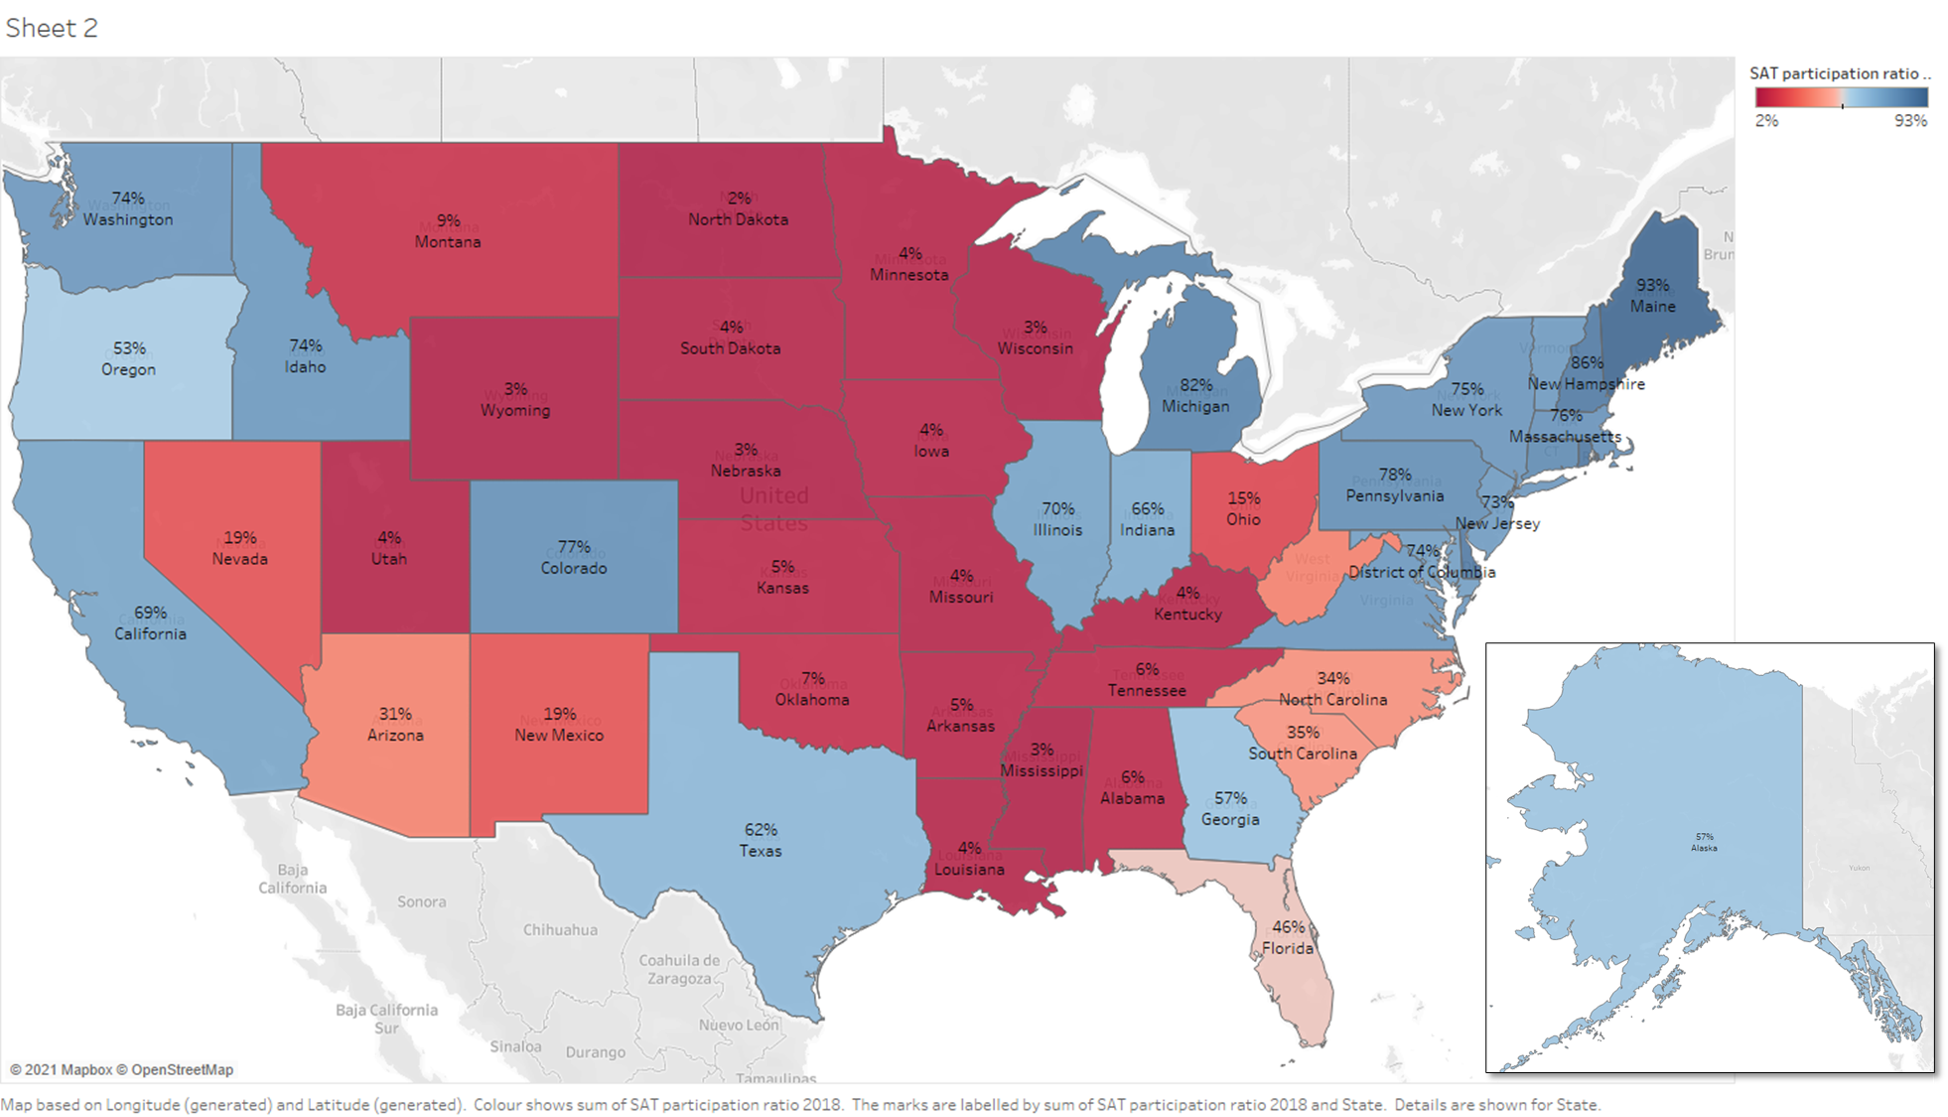 Sheet 2
SAT participation ratio ..
2%
93%
74%
Washington
9%
Montana
2%
North Dakota
4%
Minnesota
93%
Maine
53%
Oregon
74%
Idaho
3%
Wyoming
4%
South Dakota
3%
Wisconsin
82%
Michigan
75%
New York
Vermont
86%
New Hampshire
76%
Massachusetts
CT
3%
Nebraska
4%
Iowa
United
States
19%
Nevada
4%
Utah
77%
Colorado
5%
Kansas
4%
Missouri
70%
Illinois
66%
Indiana
15%
Ohio
78%
Pennsylvania
73%
New Jersey
74%
District of Columbia
West
Virginia
Virginia
4%
Kentucky
69%
California
31%
Arizona
19%
New Mexico
7%
Oklahoma
5%
Arkansas
6%
Tennessee
34%
North Carolina
35%
South Carolina
3%
Mississippi
6%
Alabama
57%
Georgia
62%
Texas
4%
Louisiana
46%
Florida
57%
Alaska
Yukon
N
Brun
Baja
California
Sonora
Chihuahua
Coahuila de
Zaragoza
Baja California
Sur
Nuevo León
Sinaloa
Durango
Tamaulipas
© 2021 Mapbox © OpenStreetMap
Map based on Longitude (generated) and Latitude (generated).  Colour shows sum of SAT participation ratio 2018.  The marks are labelled by sum of SAT participation ratio 2018 and State.  Details are shown for State.